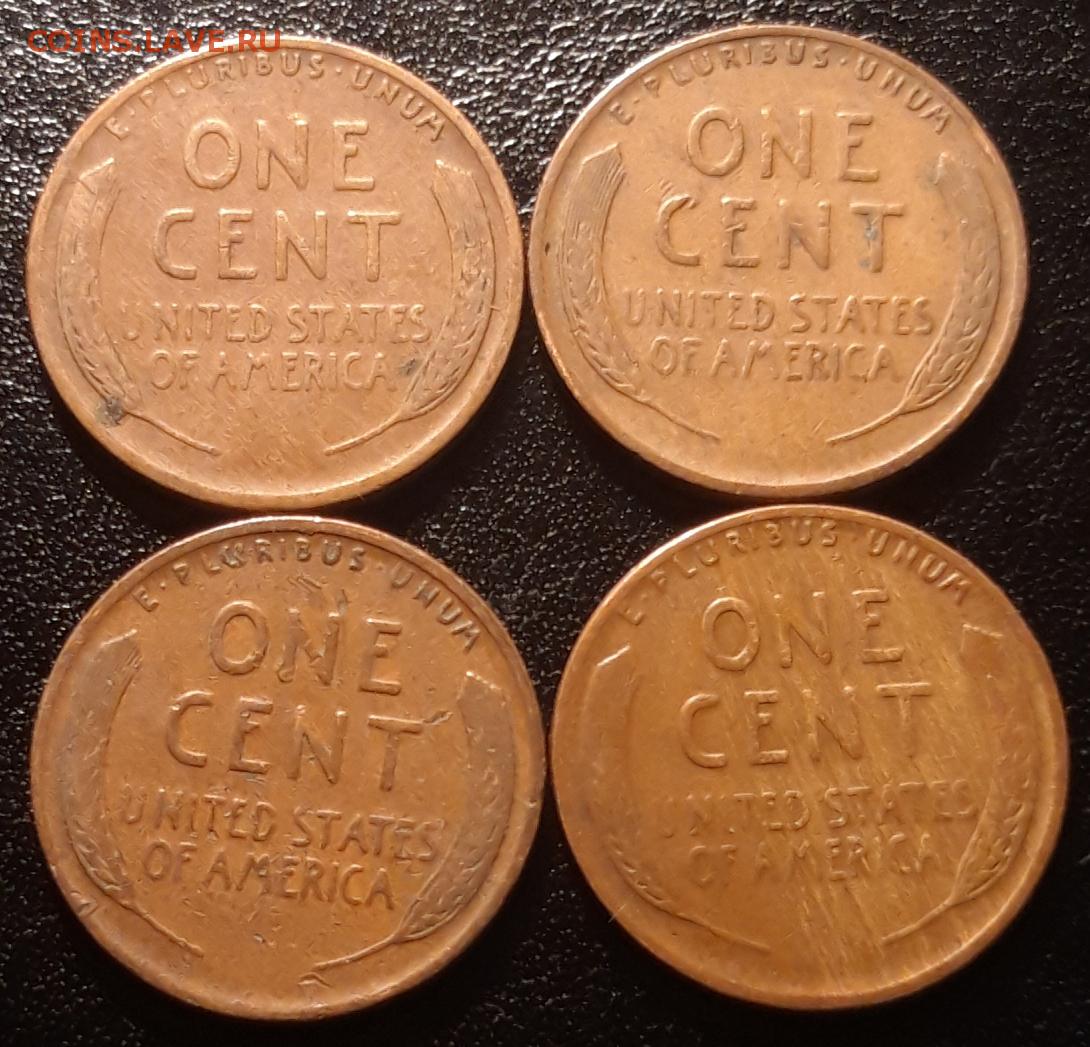 COINS.LAVE.RU
E·PLURIBUS·UNUM
ONE
CENT
UNITED STATES
OF AMERICA
E·PLURIBUS·UNUM
ONE
CENT
UNITED STATES
OF AMERICA
E·PLURIBUS·UNUM
ONE
CENT
UNITED STATES
OF AMERICA
E·PLURIBUS·UNUM
ONE
CENT
UNITED STATES
OF AMERICA